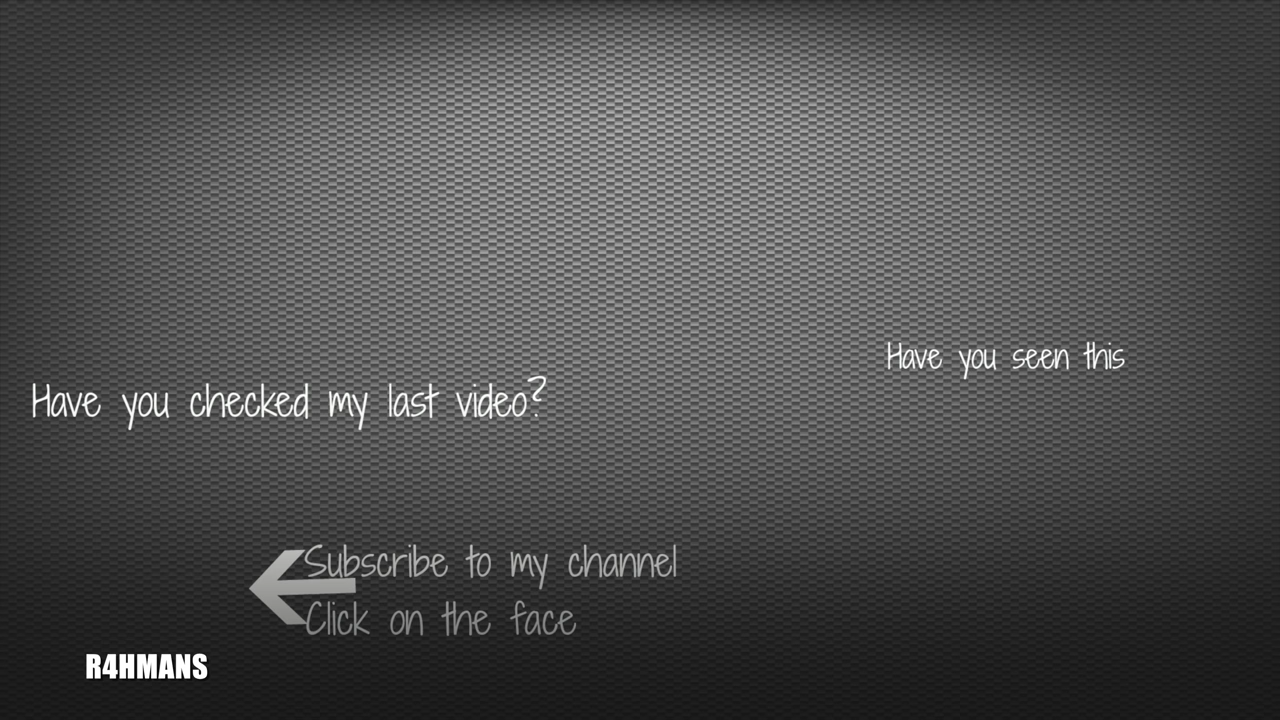 Have you seen this
Have you checked my last video?
Subscribe to my channel
Click on the face
R4HMANS